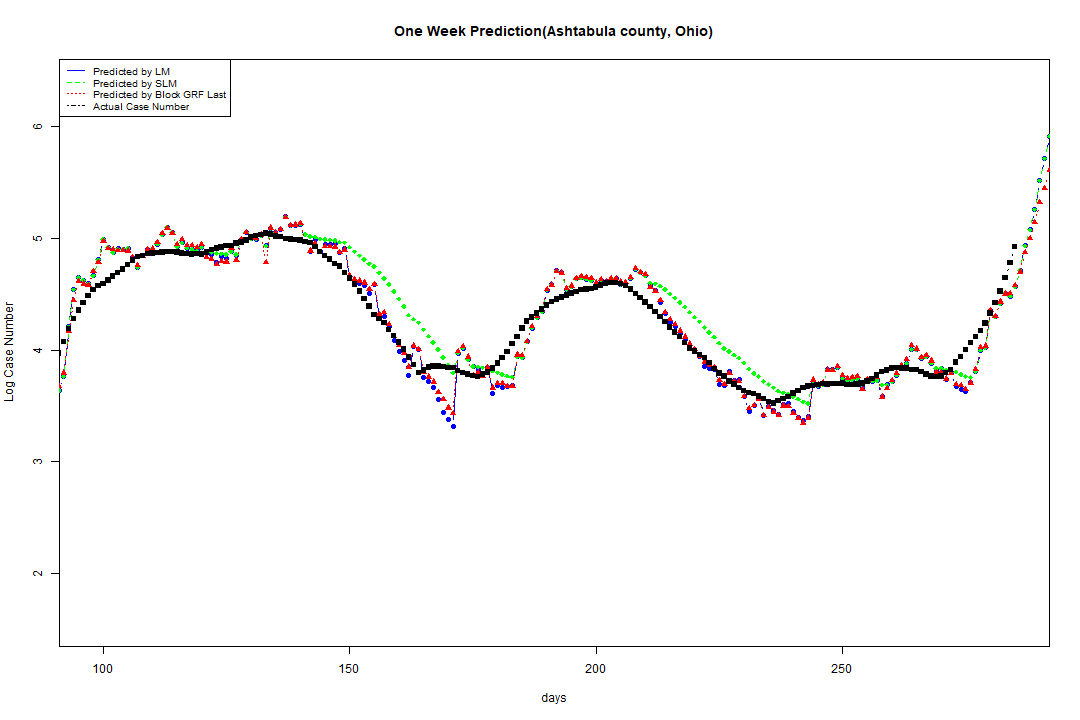 One Week Prediction(Ashtabula county, Ohio)
Predicted by LM
Predicted by SLM
Predicted by Block GRF Last
Actual Case Number
6
5
4
3
2
Log Case Number
100 150 200 250
days